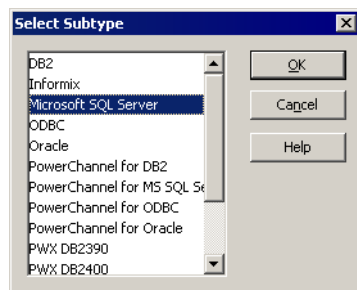 Select Subtype
DB2
Informix
Microsoft SQL Server
ODBC
Oracle
PowerChannel for DB2
PowerChannel for MS SQL Se
PowerChannel for ODBC
PowerChannel for Oracle
PWX DB2390
PWX DB2400
OK
Cancel
Help